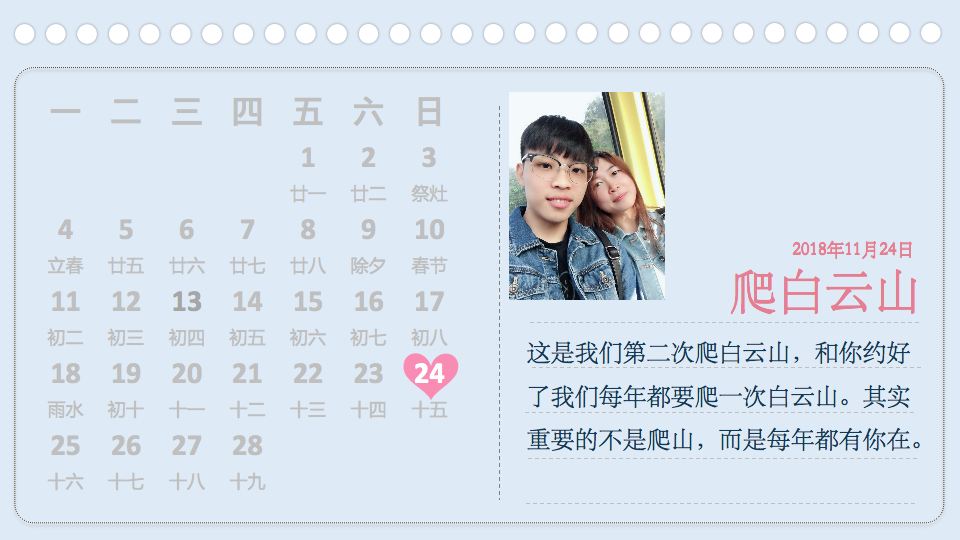 一 二 三 四 五 六 日
1 2 3
廿一 廿二 祭灶
4 5 6 7 8 9 10
立春 廿五 廿六 廿七 廿八 除夕 春节
11 12 13 14 15 16 17
初二 初三 初四 初五 初六 初七 初八
18 19 20 21 22 23 24
雨水 初十 十一 十二 十三 十四 十五
25 26 27 28
十六 十七 十八 十九
2018年11月24日
爬白云山
这是我们第二次爬白云山，和你约好
了我们每年都要爬一次白云山。其实
重要的不是爬山，而是每年都有你在。